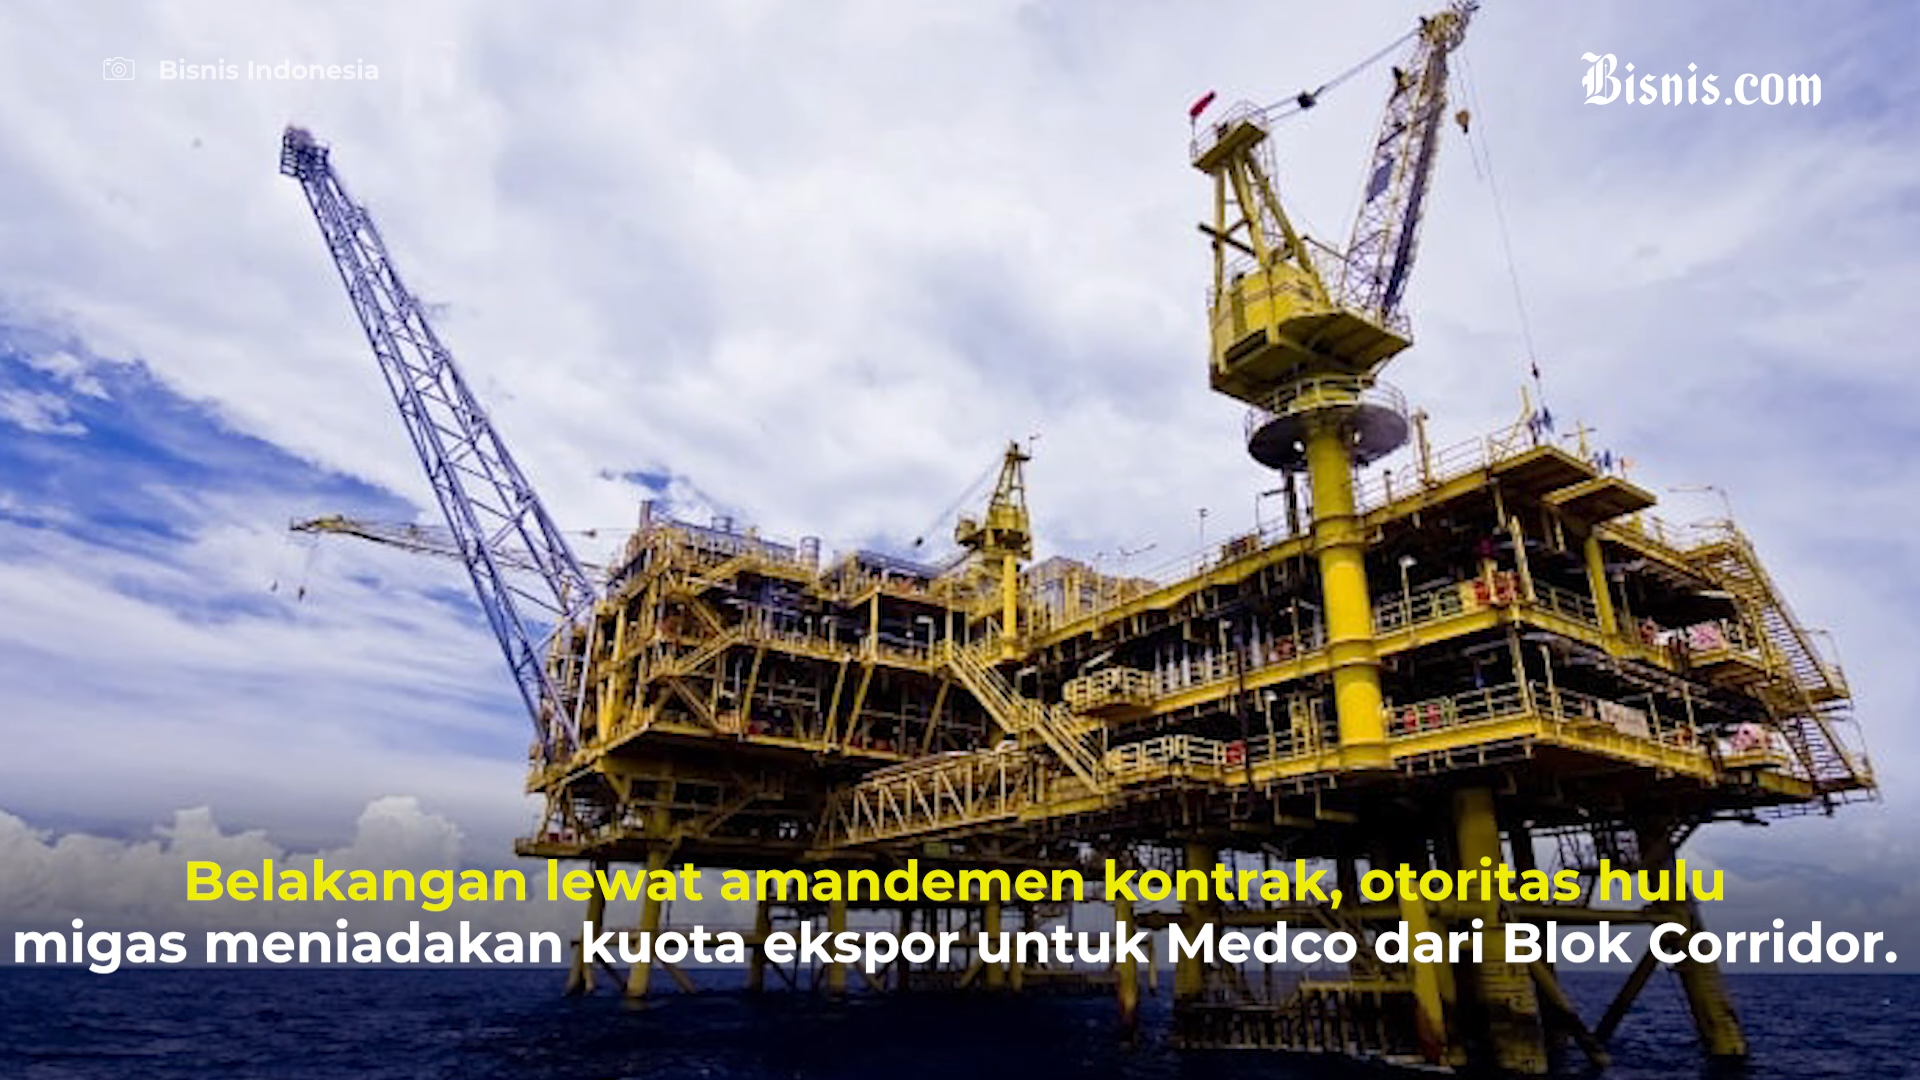 Bisnis Indonesia
Bisnis.com
Belakangan lewat amandemen kontrak, otoritas hulu
migas meniadakan kuota ekspor untuk Medco dari Blok Corridor.